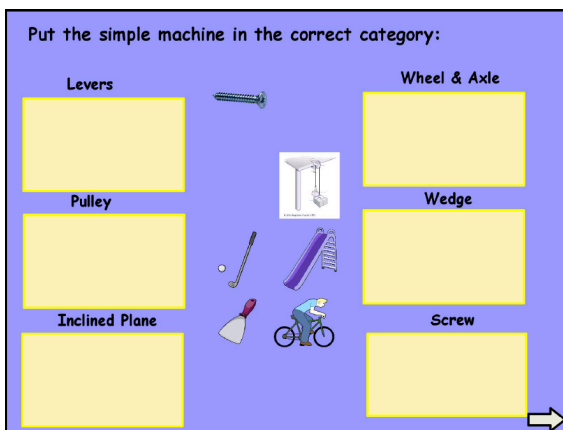 Put the simple machine in the correct category:
Levers
Wheel & Axle
Pulley
Wedge
Inclined Plane
Screw